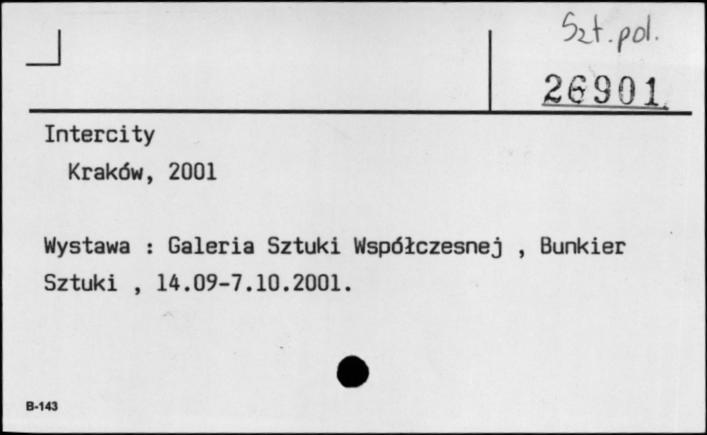 Szt. pol.
26901
Intercity
Kraków, 2001
Wystawa : Galeria Sztuki Współczesnej , Bunkier
Sztuki , 14.09-7.10.2001.
B-143